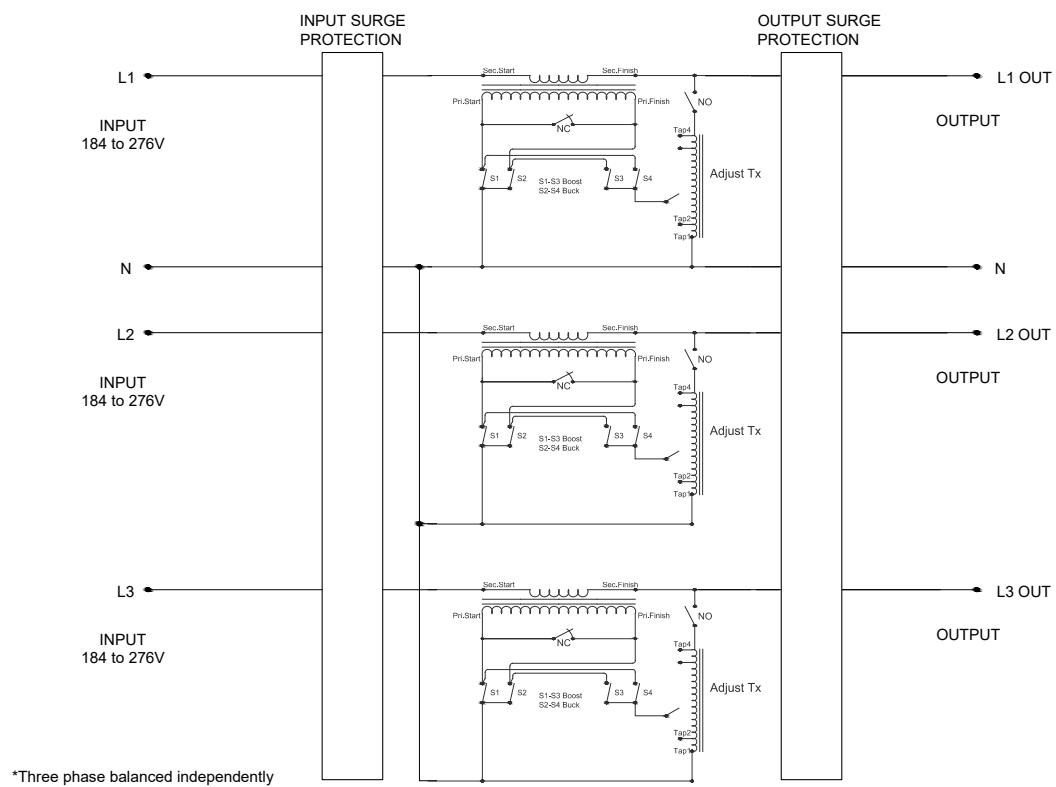 INPUT SURGE
PROTECTION
OUTPUT SURGE
PROTECTION
L1
Sec.Start
Sec.Finish
L1 OUT
Pri.Start
Pri.Finish
NO
INPUT
184 to 276V
NC
Tap4
OUTPUT
S1
S2
S1-S3 Boost
S2-S4 Buck
S3
S4
Adjust Tx
Tap2
Tap1
N
N
L2
Sec.Start
Sec.Finish
L2 OUT
Pri.Start
Pri.Finish
NO
INPUT
184 to 276V
NC
Tap4
OUTPUT
S1
S2
S1-S3 Boost
S2-S4 Buck
S3
S4
Adjust Tx
Tap2
Tap1
L3
Sec.Start
Sec.Finish
L3 OUT
Pri.Start
Pri.Finish
NO
INPUT
184 to 276V
NC
Tap4
OUTPUT
S1
S2
S1-S3 Boost
S2-S4 Buck
S3
S4
Adjust Tx
Tap2
Tap1
*Three phase balanced independently